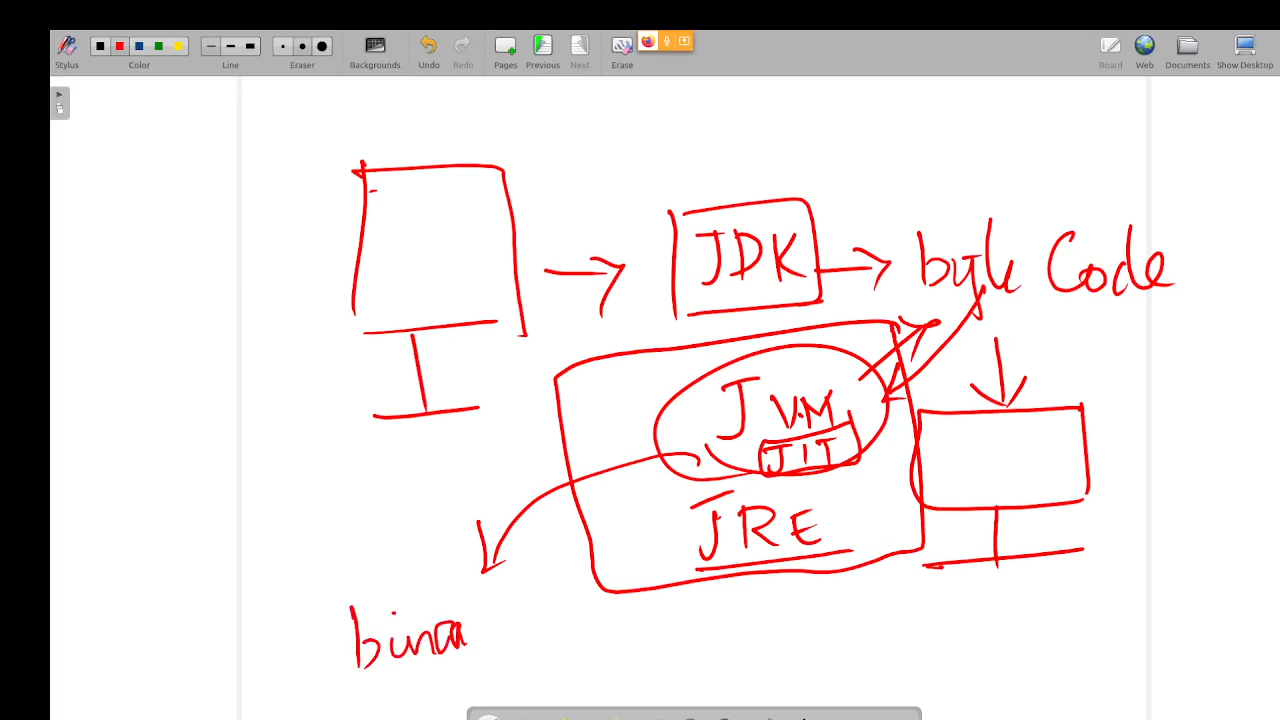 Stylus
Color
Line
Eraser
Backgrounds
Undo
Redo
Pages
Previous
Next
Erase
Board
Web
Documents
Show Desktop
JDK
byte Code
JVM
JIT
JRE
bina